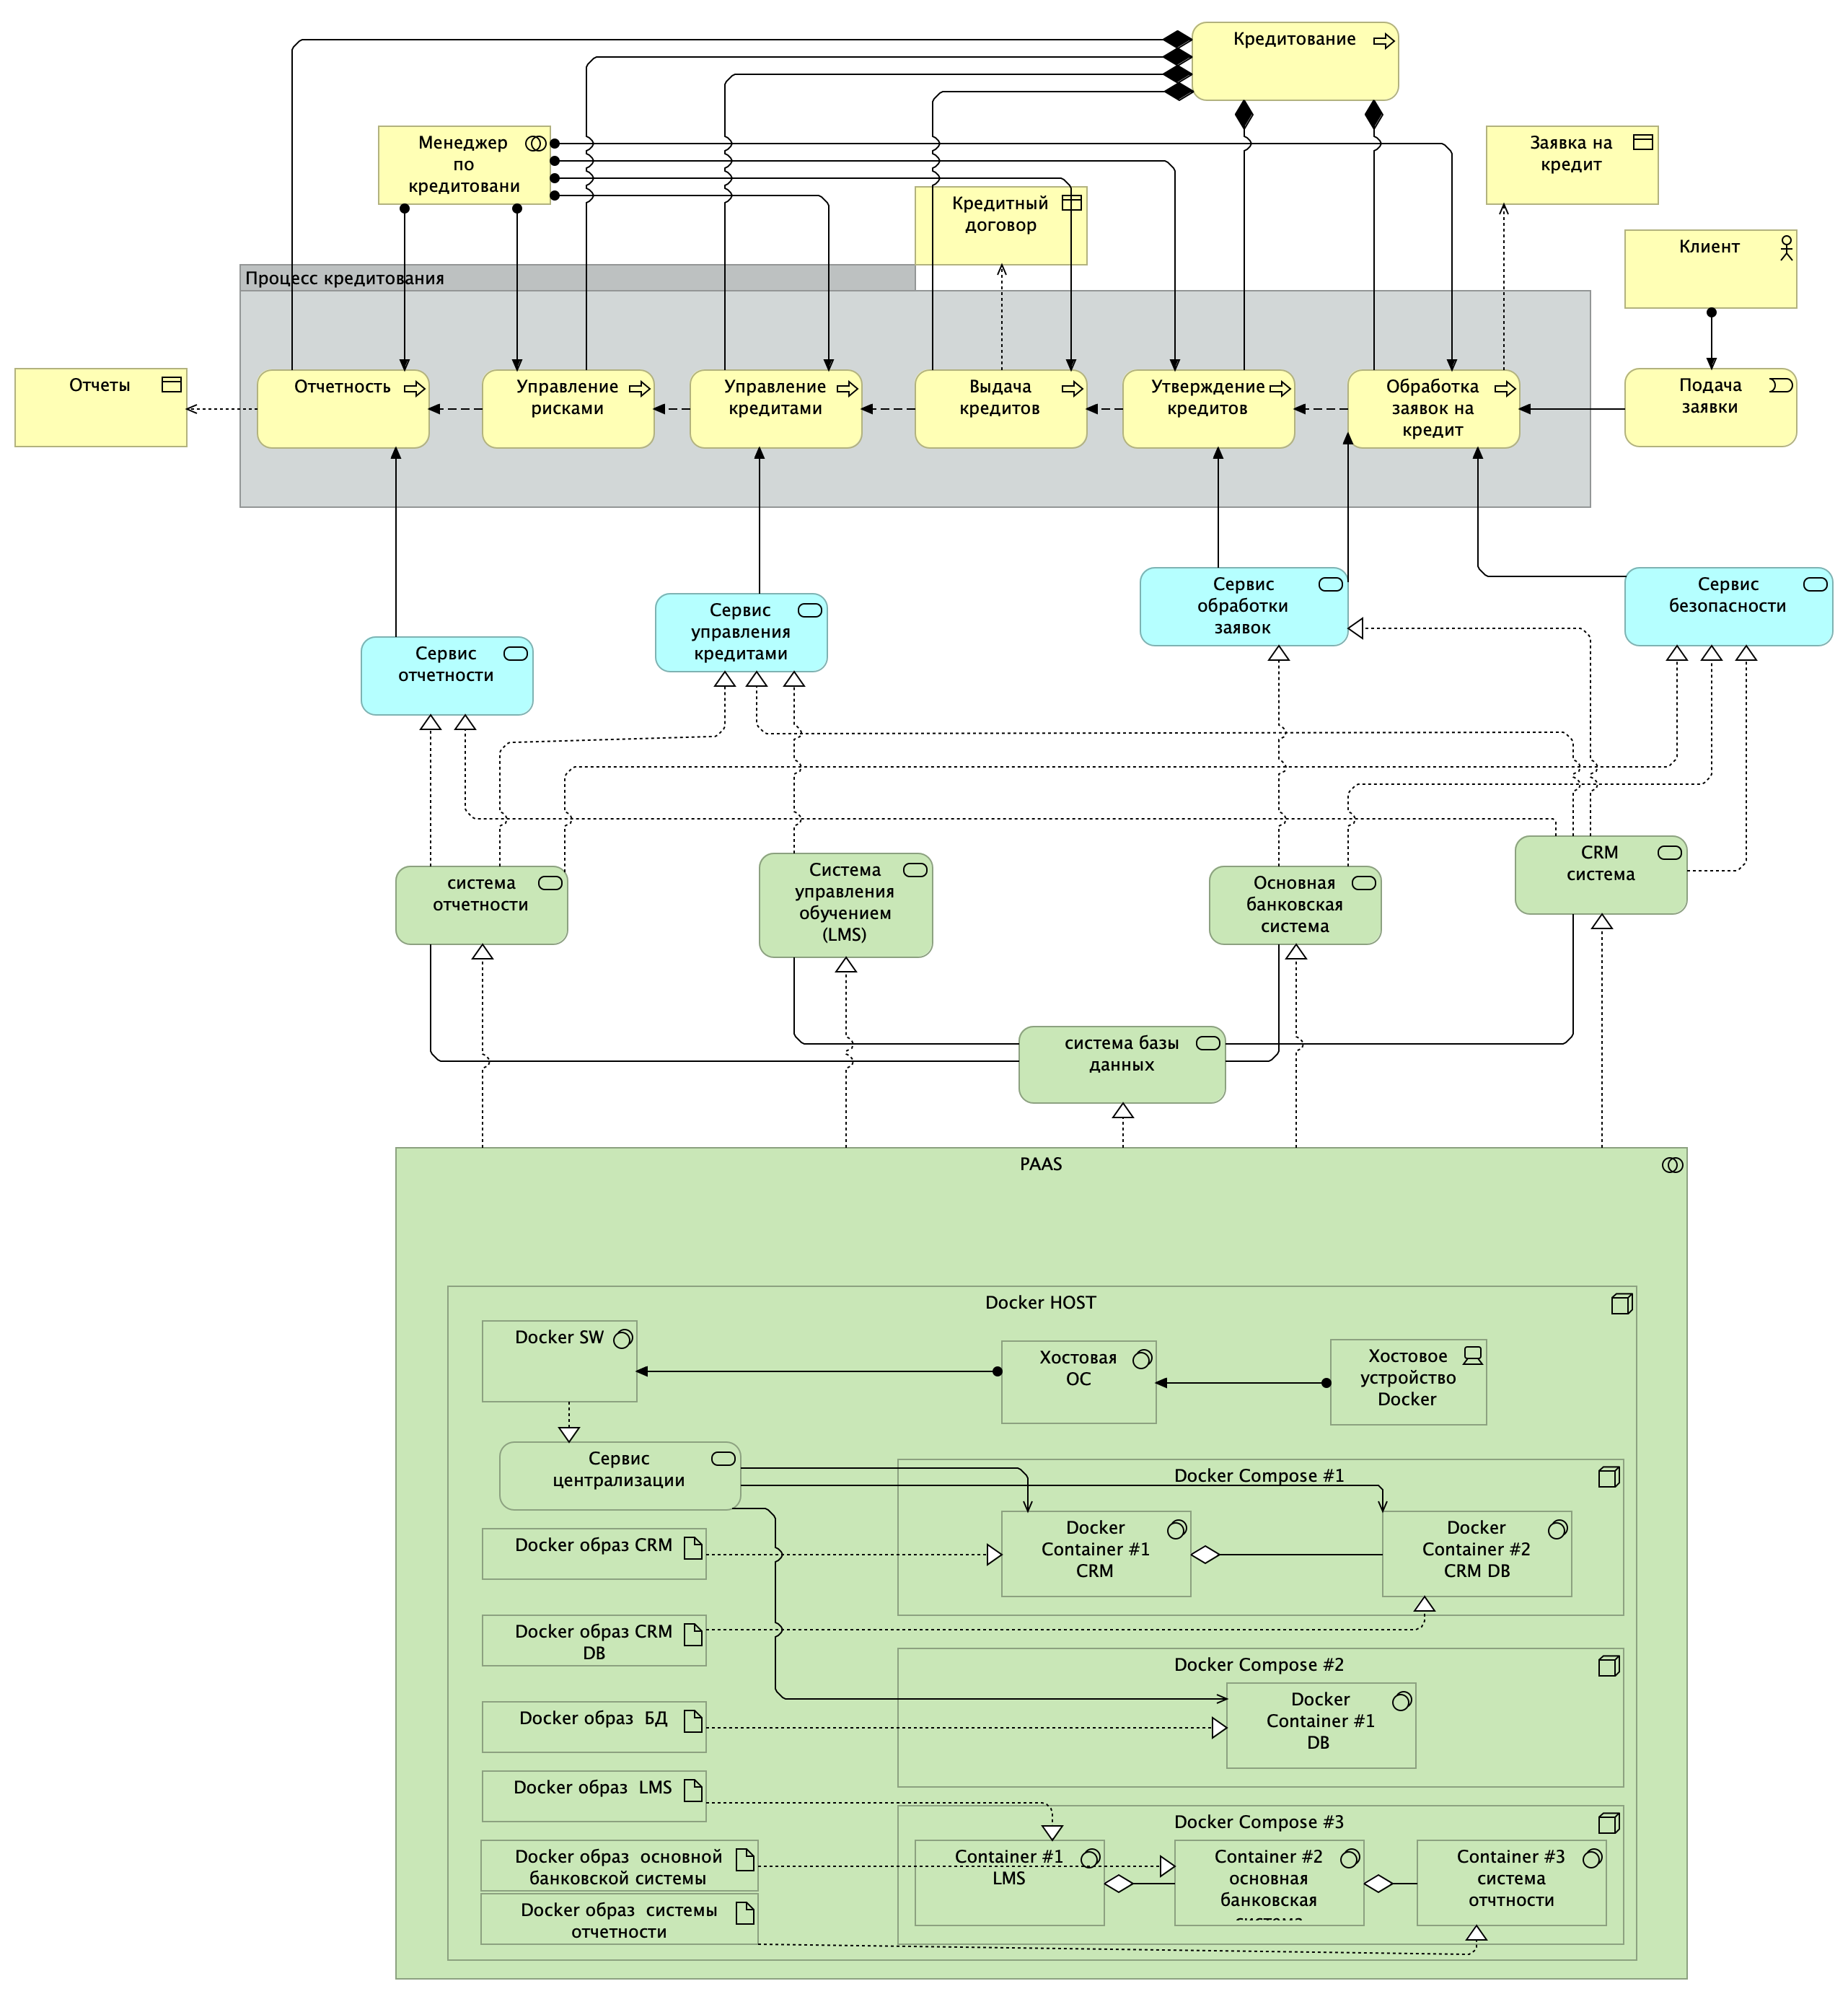 Кредитование
Менеджер
по
кредитовани
Заявка на
кредит
Кредитный
договор
Клиент
Процесс кредитования
Отчеты
Отчетность
Управление
рисками
Управление
кредитами
Выдача
кредитов
Утверждение
кредитов
Обработка
заявок на
кредит
Подача
заявки
Сервис
отчетности
Сервис
управления
кредитами
Сервис
обработки
заявок
Сервис
безопасности
система
отчетности
Система
управления
обучением
(LMS)
Основная
банковская
система
CRM
система
система базы
данных
PAAS
Docker HOST
Docker SW
Хостовая
ОС
Хостовое
устройство
Docker
Сервис
централизации
Docker Compose #1
Docker
Container #1
CRM
Docker
Container #2
CRM DB
Docker образ CRM
Docker образ CRM
DB
Docker Compose #2
Docker
Container #1
DB
Docker образ  БД
Docker образ  LMS
Docker Compose #3
Container #1
LMS
Container #2
основная
банковская
Container #3
система
отчтности
Docker образ  основной
банковской системы
Docker образ  системы
отчетности